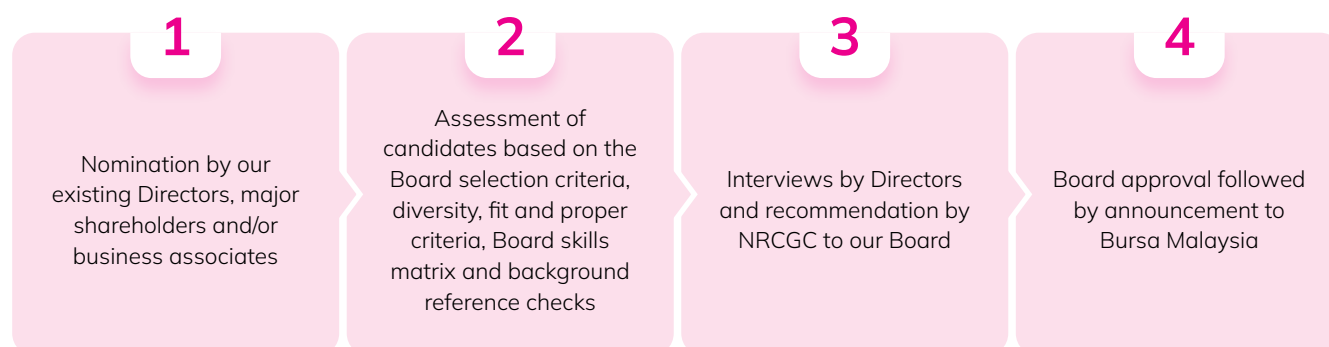 1
Nomination by our
existing Directors, major
shareholders and/or
business associates
2
Assessment of
candidates based on the
Board selection criteria,
diversity, fit and proper
criteria, Board skills
matrix and background
reference checks
3
Interviews by Directors
and recommendation by
NRCGC to our Board
4
Board approval followed
by announcement to
Bursa Malaysia